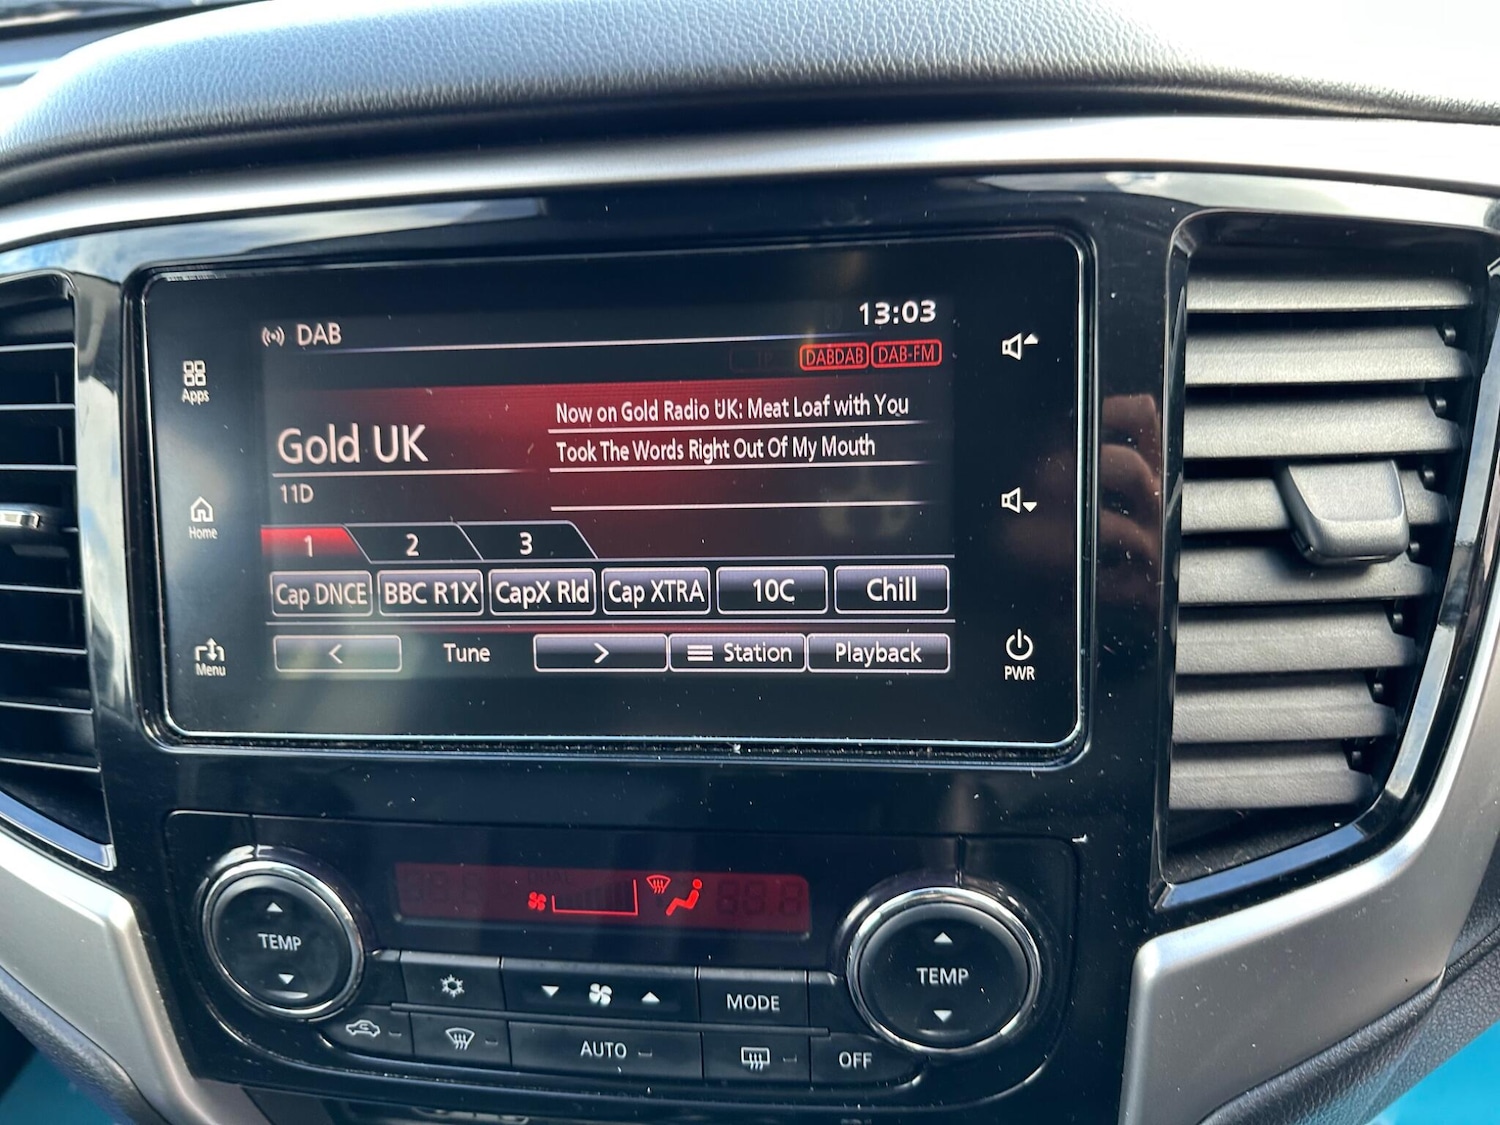 13:03
DAB
TP DABDAB DAB-FM
Apps
Now on Gold Radio UK: Meat Loaf with You
Gold UK
Took The Words Right Out Of My Mouth
11D
Home
1 2 3
Cap DNCE BBC R1X CapX Rld Cap XTRA 10C Chill
< Tune > Station Playback
Menu
PWR
DUAL
TEMP
TEMP
MODE
AUTO
OFF